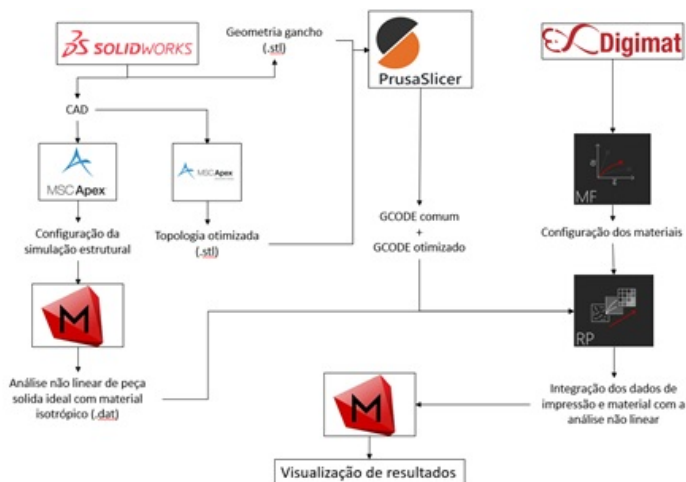 SOLIDWORKS
Geometria gancho
(.stl)
PrusaSlicer
Digimat
CAD
MSC Apex
MSC Apex
MF
Configuração da
simulação estrutural
Topologia otimizada
(.stl)
GCODE comum
+
GCODE otimizado
Configuração dos materiais
M
RP
Análise não linear de peça
solida ideal com material
isotrópico (.dat)
M
Integração dos dados de
impressão e material com a
análise não linear
Visualização de resultados